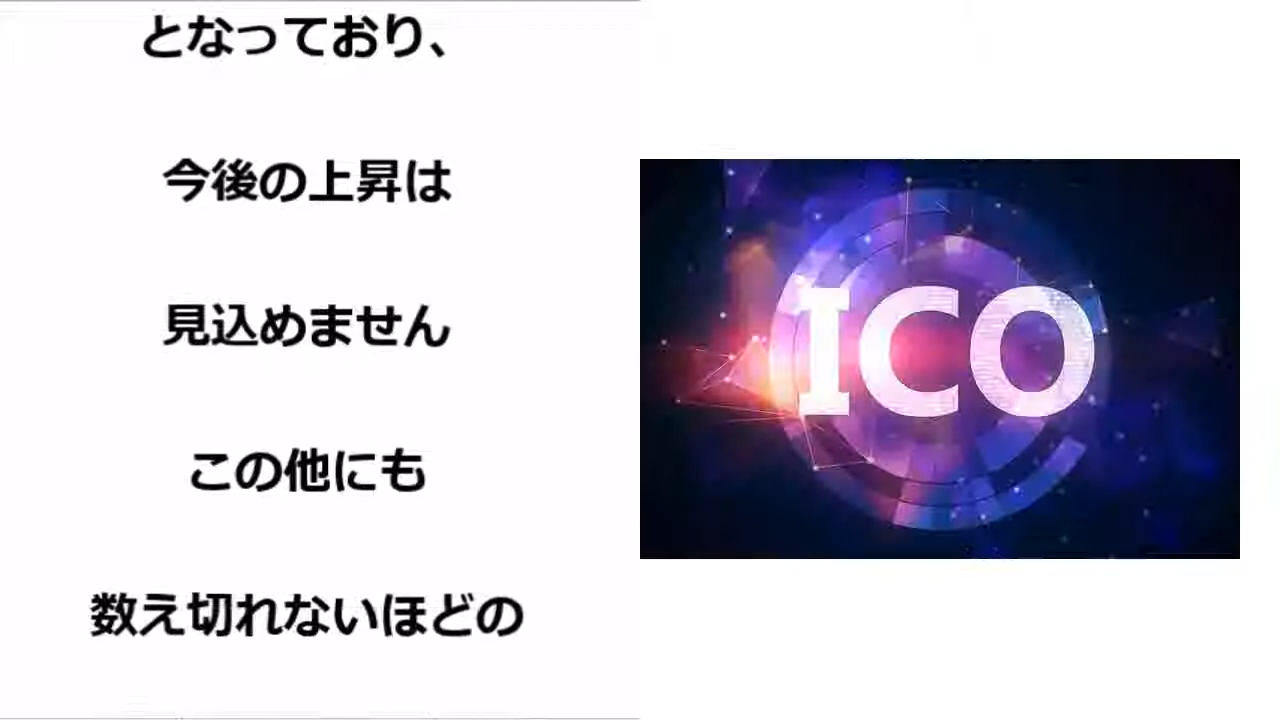 となっており、
今後の上昇は
見込めません
この他にも
数え切れないほどの
ICO